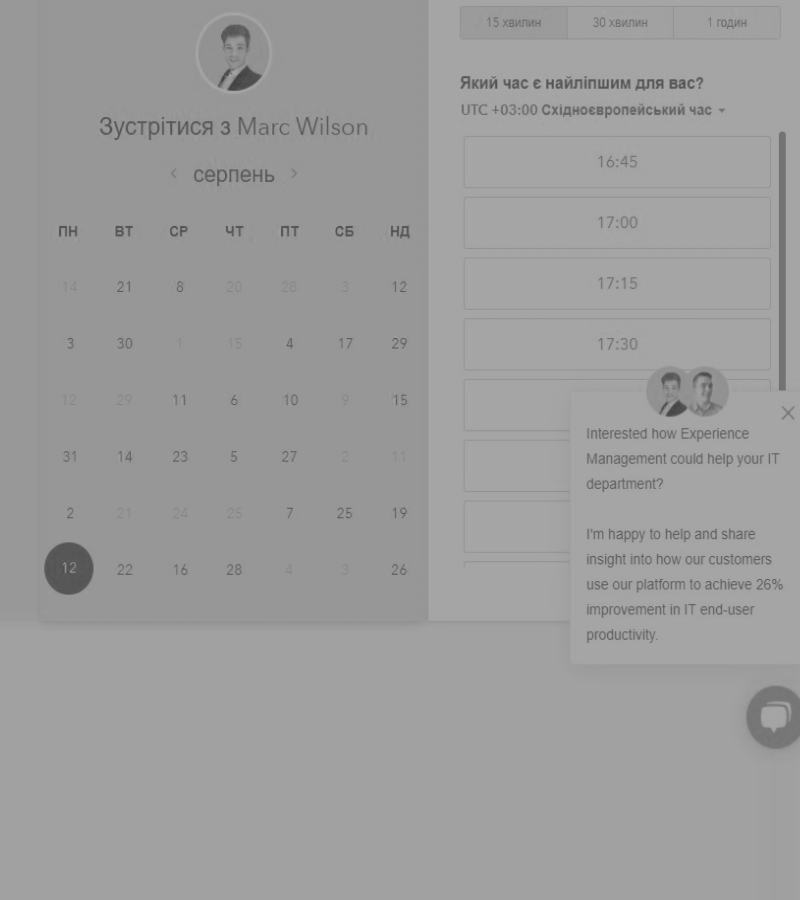 Зустрітися з Marc Wilson
серпень
ПН ВТ СР ЧТ ПТ СБ НД
14 21 8 20 28 3 12
3 30 1 15 4 17 29
12 29 11 6 10 9 15
31 14 23 5 27 2 11
2 21 24 25 7 25 19
12 22 16 28 4 3 26
15 хвилин 30 хвилин 1 годин
Який час є найліпшим для вас?
UTC +03:00 Східноєвропейський час
16:45
17:00
17:15
17:30
Interested how Experience
Management could help your IT
department?
I'm happy to help and share
insight into how our customers
use our platform to achieve 26%
improvement in IT end-user
productivity.